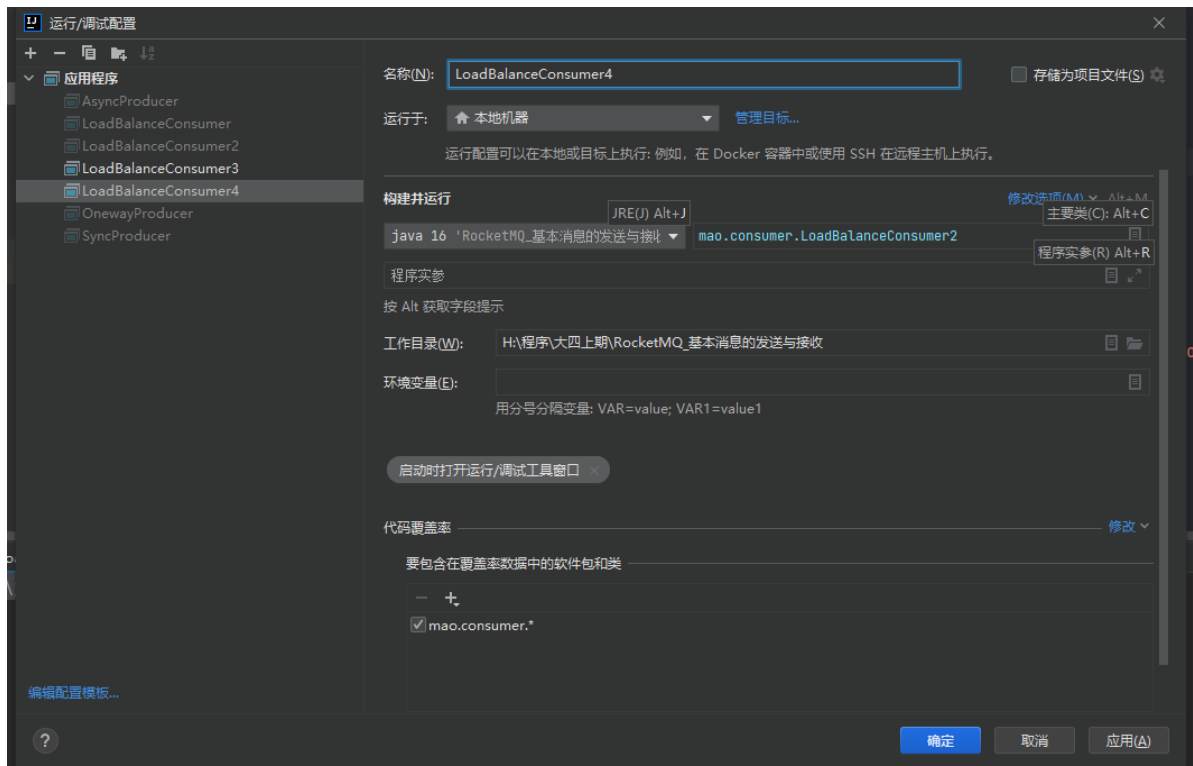 运行/调试配置
应用程序
AsyncProducer
LoadBalanceConsumer
LoadBalanceConsumer2
LoadBalanceConsumer3
LoadBalanceConsumer4
OnewayProducer
SyncProducer
编辑配置模板...
名称(N): LoadBalanceConsumer4 存储为项目文件(S)
运行于: 本地机器 管理目标...
运行配置可以在本地或目标上执行: 例如，在 Docker 容器中或使用 SSH 在远程主机上执行。
构建并运行 修改选项(M) Alt+M
JRE(J) Alt+J 主要类(C): Alt+C
java 16 'RocketMQ_基本消息的发送与接收 mao.consumer.LoadBalanceConsumer2
程序实参(R) Alt+R
程序实参
按 Alt 获取字段提示
工作目录(W): H:\程序\大四上期\RocketMQ_基本消息的发送与接收
环境变量(E):
用分号分隔变量: VAR=value; VAR1=value1
启动时打开运行/调试工具窗口
代码覆盖率 修改
要包含在覆盖率数据中的软件包和类
mao.consumer.*
? 确定 取消 应用(A)